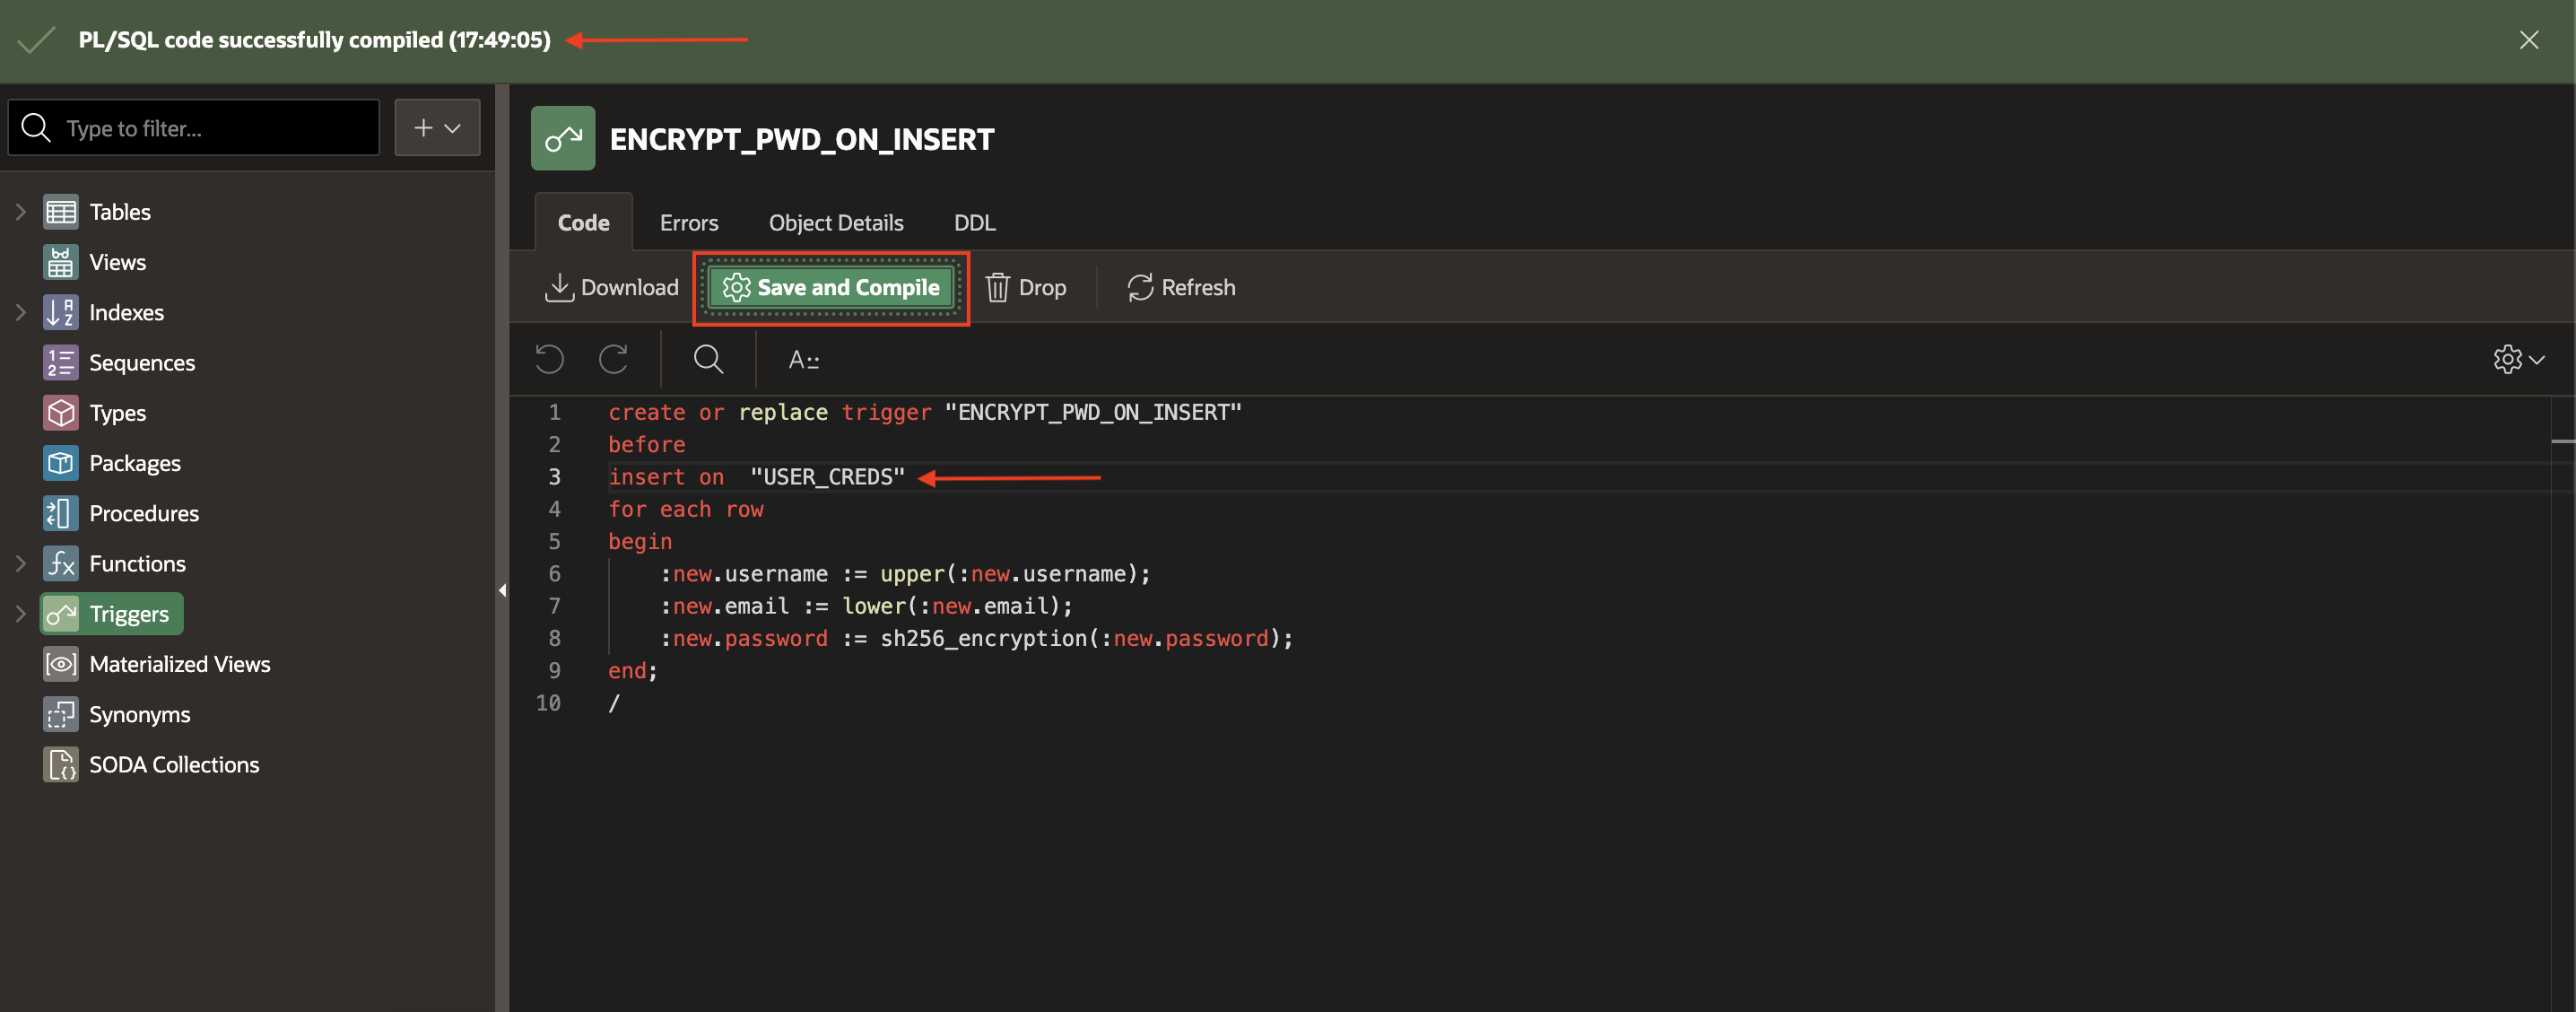 PL/SQL code successfully compiled (17:49:05)
Type to filter...
Tables
Views
Indexes
Sequences
Types
Packages
Procedures
Functions
Triggers
Materialized Views
Synonyms
SODA Collections
ENCRYPT_PWD_ON_INSERT
Code Errors Object Details DDL
Download Save and Compile Drop Refresh
1 create or replace trigger "ENCRYPT_PWD_ON_INSERT"
2 before
3 insert on  "USER_CREDS"
4 for each row
5 begin
6     :new.username := upper(:new.username);
7     :new.email := lower(:new.email);
8     :new.password := sh256_encryption(:new.password);
9 end;
10 /